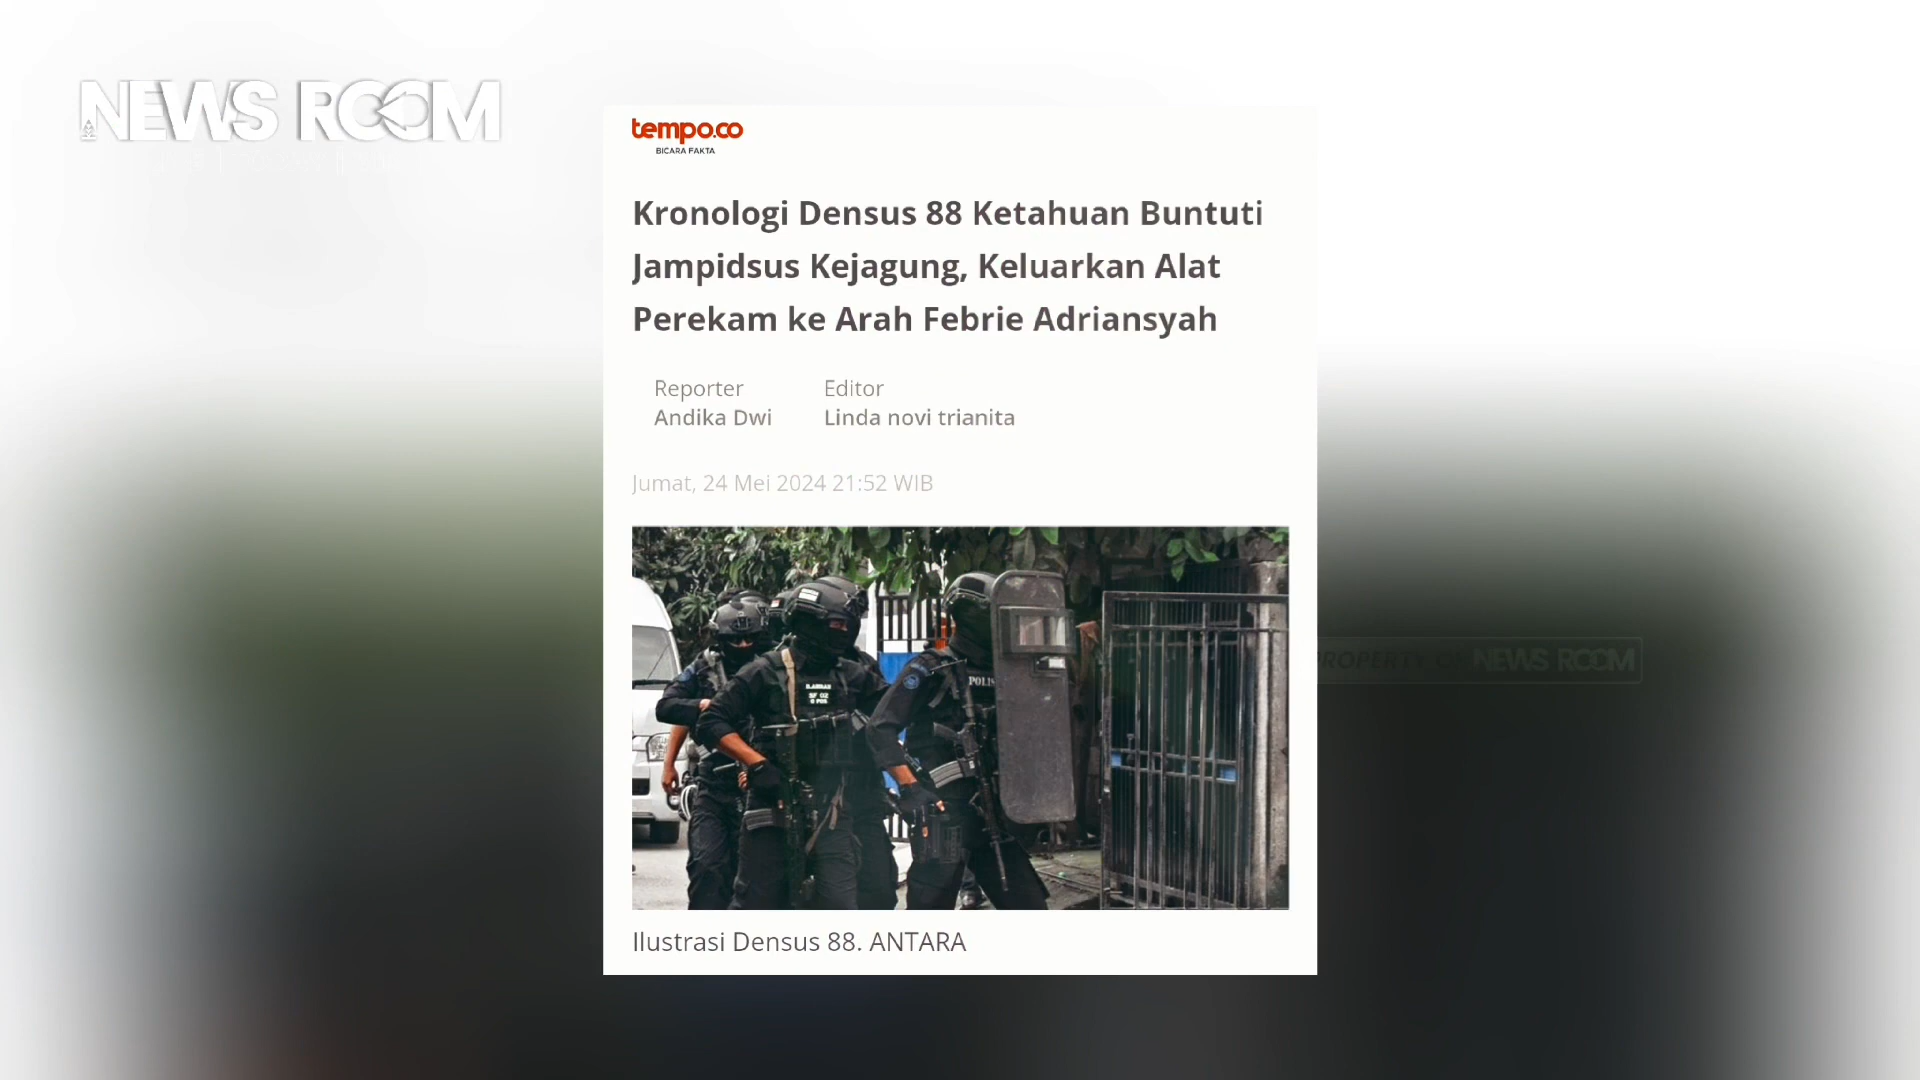 NEWS ROOM
tempo.co
BICARA FAKTA
Kronologi Densus 88 Ketahuan Buntuti
Jampidsus Kejagung, Keluarkan Alat
Perekam ke Arah Febrie Adriansyah
Reporter
Editor
Andika Dwi
Linda novi trianita
Jumat, 24 Mei 2024 21:52 WIB
POLIS
PROPERTY OF NEWS ROOM
Ilustrasi Densus 88. ANTARA